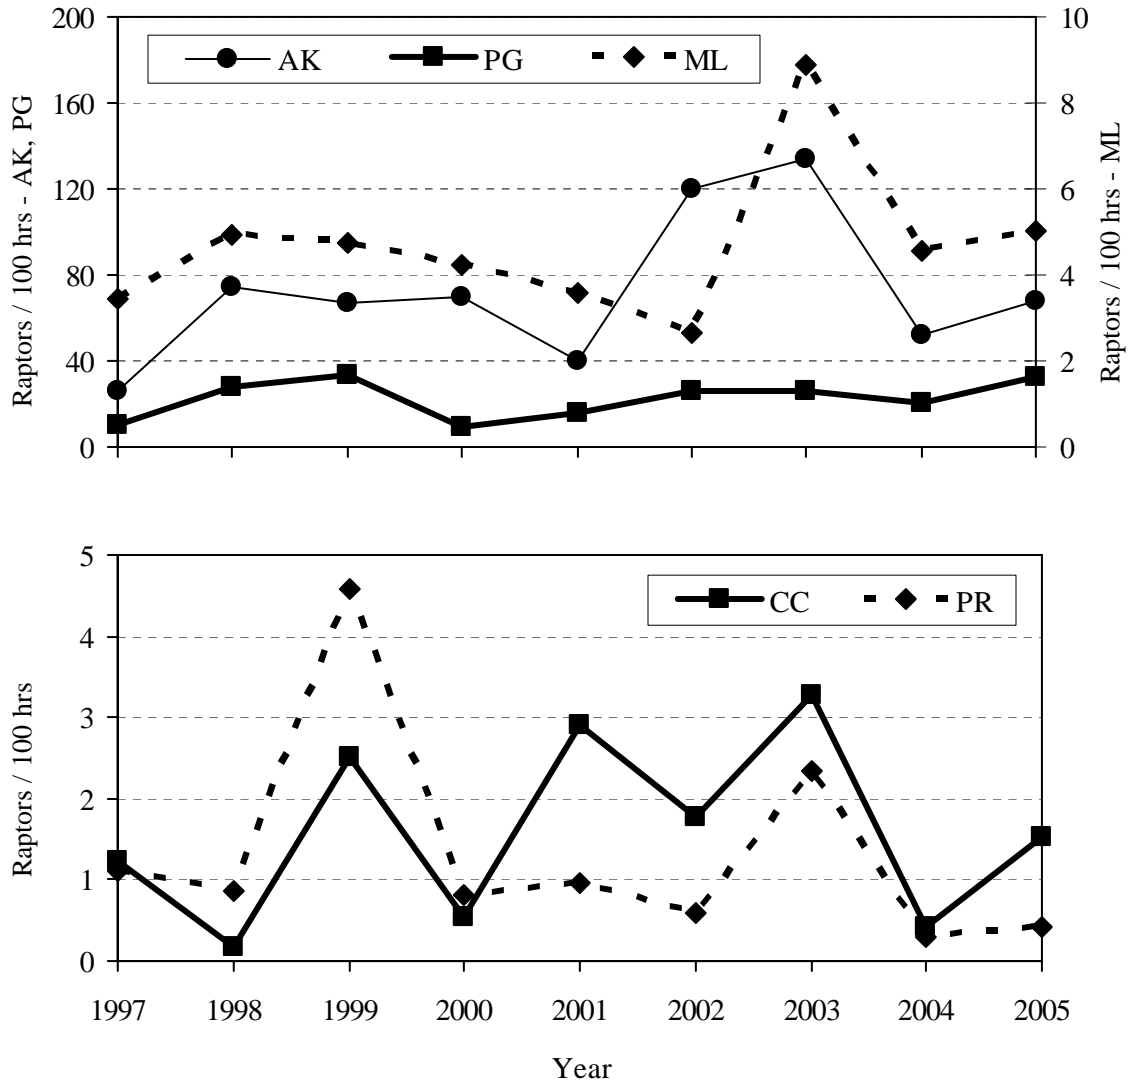 Raptors / 100 hrs - AK, PG
200
160
120
80
40
0
AK PG ML
10
8
6
4
2
0
Raptors / 100 hrs - ML
Raptors / 100 hrs
5
4
3
2
1
0
CC PR
1997 1998 1999 2000 2001 2002 2003 2004 2005
Year